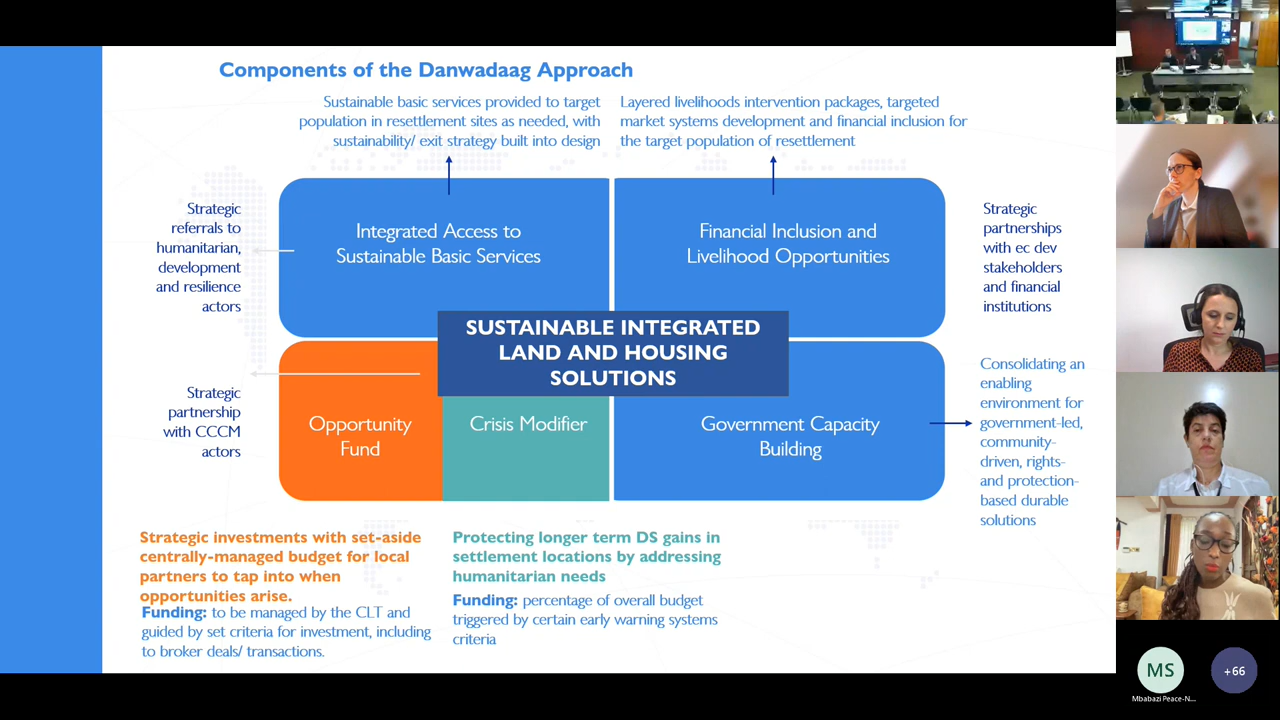 Components of the Danwadaag Approach
Sustainable basic services provided to target
population in resettlement sites as needed, with
sustainability/ exit strategy built into design
Layered livelihoods intervention packages, targeted
market systems development and financial inclusion for
the target population of resettlement
Strategic
referrals to
humanitarian,
development
and resilience
actors
Integrated Access to
Sustainable Basic Services
Financial Inclusion and
Livelihood Opportunities
Strategic
partnerships
with ec dev
stakeholders
and financial
institutions
SUSTAINABLE INTEGRATED
LAND AND HOUSING
SOLUTIONS
Strategic
partnership
with CCCM
actors
Opportunity
Fund
Crisis Modifier
Government Capacity
Building
Consolidating an
enabling
environment for
government-led,
community-
driven, rights-
and protection-
based durable
solutions
Strategic investments with set-aside
centrally-managed budget for local
partners to tap into when
opportunities arise.
Funding: to be managed by the CLT and
guided by set criteria for investment, including
to broker deals/ transactions.
Protecting longer term DS gains in
settlement locations by addressing
humanitarian needs
Funding: percentage of overall budget
triggered by certain early warning systems
criteria
MS
Mbabazi Peace-N...
+66